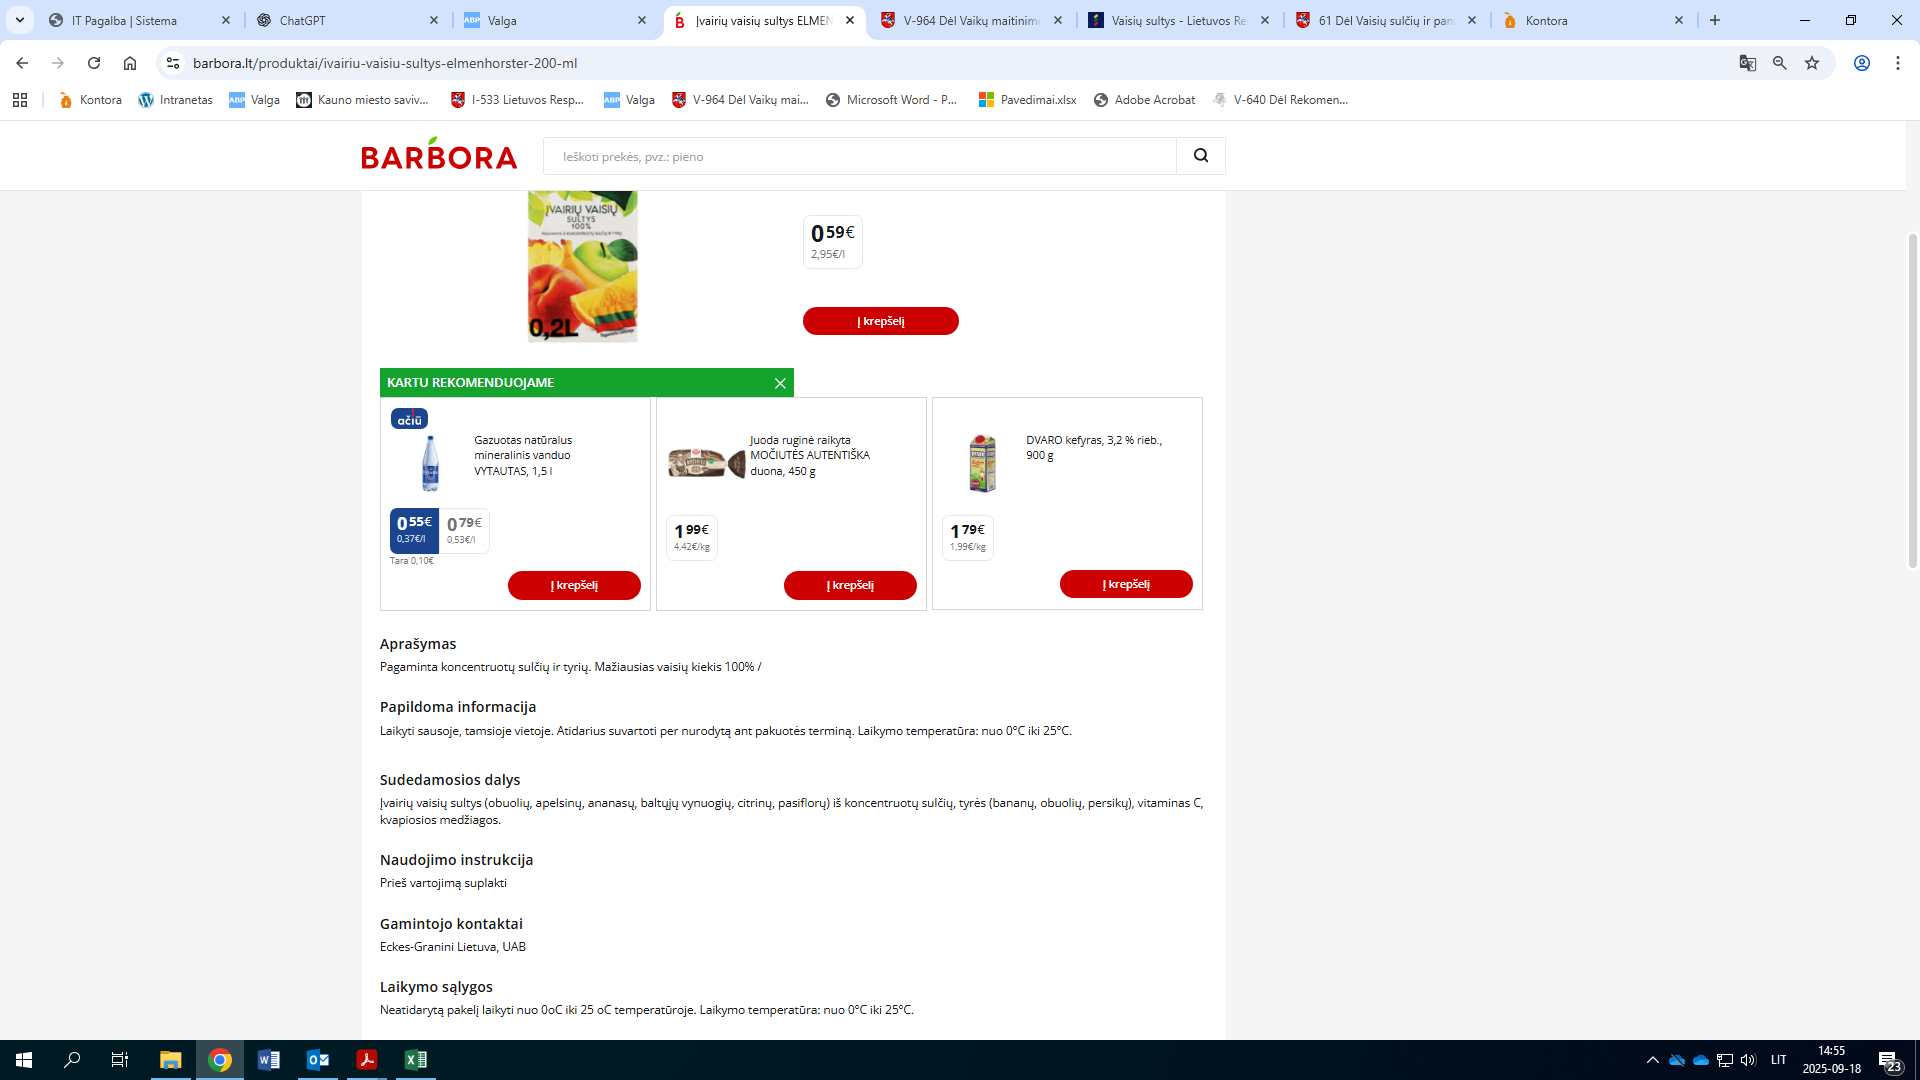 IT Pagalba | Sistema
ChatGPT
ABP Valga
Įvairių vaisių sultys ELMEN
V-964 Dėl Vaikų maitinimo
Vaisių sultys - Lietuvos Re
61 Dėl Vaisių sulčių ir pan
Kontora
barbora.lt/produktai/ivairiu-vaisiu-sultys-elmenhorster-200-ml
Kontora
Intranetas
ABP Valga
Kauno miesto saviv...
I-533 Lietuvos Resp...
ABP Valga
V-964 Dėl Vaikų mai...
Microsoft Word - P...
Pavedimai.xlsx
Adobe Acrobat
V-640 Dėl Rekomen...
BARBORA
Ieškoti prekės, pvz.: pieno
ĮVAIRIŲ VAISIŲ
SULTYS
100%
0,2L
0 59€
2,95€/l
Į krepšelį
KARTU REKOMENDUOJAME
ačiū
Gazuotas natūralus
mineralinis vanduo
VYTAUTAS, 1,5 l
0 55€
0,37€/l
0 79€
0,53€/l
Tara 0,10€
Į krepšelį
Juoda ruginė raikyta
MOČIUTĖS AUTENTIŠKA
duona, 450 g
1 99€
4,42€/kg
Į krepšelį
DVARO kefyras, 3,2 % rieb.,
900 g
1 79€
1,99€/kg
Į krepšelį
Aprašymas
Pagaminta koncentruotų sulčių ir tyrių. Mažiausias vaisių kiekis 100% /
Papildoma informacija
Laikyti sausoje, tamsioje vietoje. Atidarius suvartoti per nurodytą ant pakuotės terminą. Laikymo temperatūra: nuo 0°C iki 25°C.
Sudedamosios dalys
Įvairių vaisių sultys (obuolių, apelsinų, ananasų, baltųjų vynuogių, citrinų, pasiflorų) iš koncentruotų sulčių, tyrės (bananų, obuolių, persikų), vitaminas C,
kvapiosios medžiagos.
Naudojimo instrukcija
Prieš vartojimą suplakti
Gamintojo kontaktai
Eckes-Granini Lietuva, UAB
Laikymo sąlygos
Neatidarytą pakelį laikyti nuo 0oC iki 25 oC temperatūroje. Laikymo temperatūra: nuo 0°C iki 25°C.
LIT
14:55
2025-09-18
23